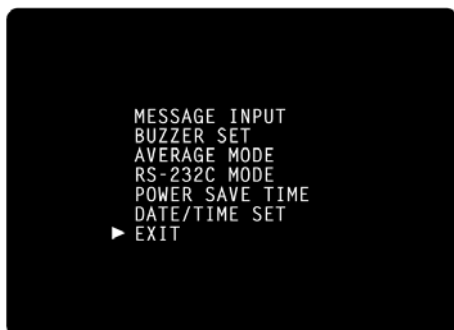 MESSAGE INPUT
BUZZER SET
AVERAGE MODE
RS-232C MODE
POWER SAVE TIME
DATE/TIME SET
► EXIT